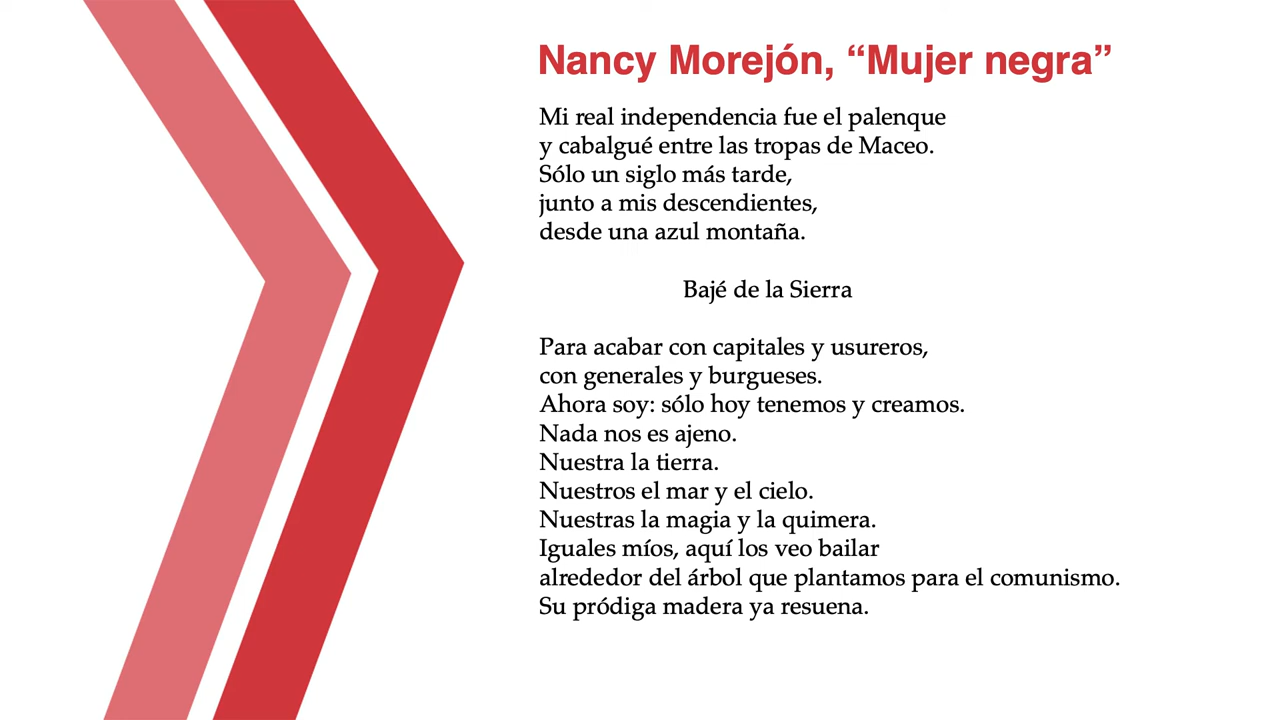 Nancy Morejón, “Mujer negra”
Mi real independencia fue el palenque
y cabalgué entre las tropas de Maceo.
Sólo un siglo más tarde,
junto a mis descendientes,
desde una azul montaña.
Bajé de la Sierra
Para acabar con capitales y usureros,
con generales y burgueses.
Ahora soy: sólo hoy tenemos y creamos.
Nada nos es ajeno.
Nuestra la tierra.
Nuestros el mar y el cielo.
Nuestras la magia y la quimera.
Iguales míos, aquí los veo bailar
alrededor del árbol que plantamos para el comunismo.
Su pródiga madera ya resuena.